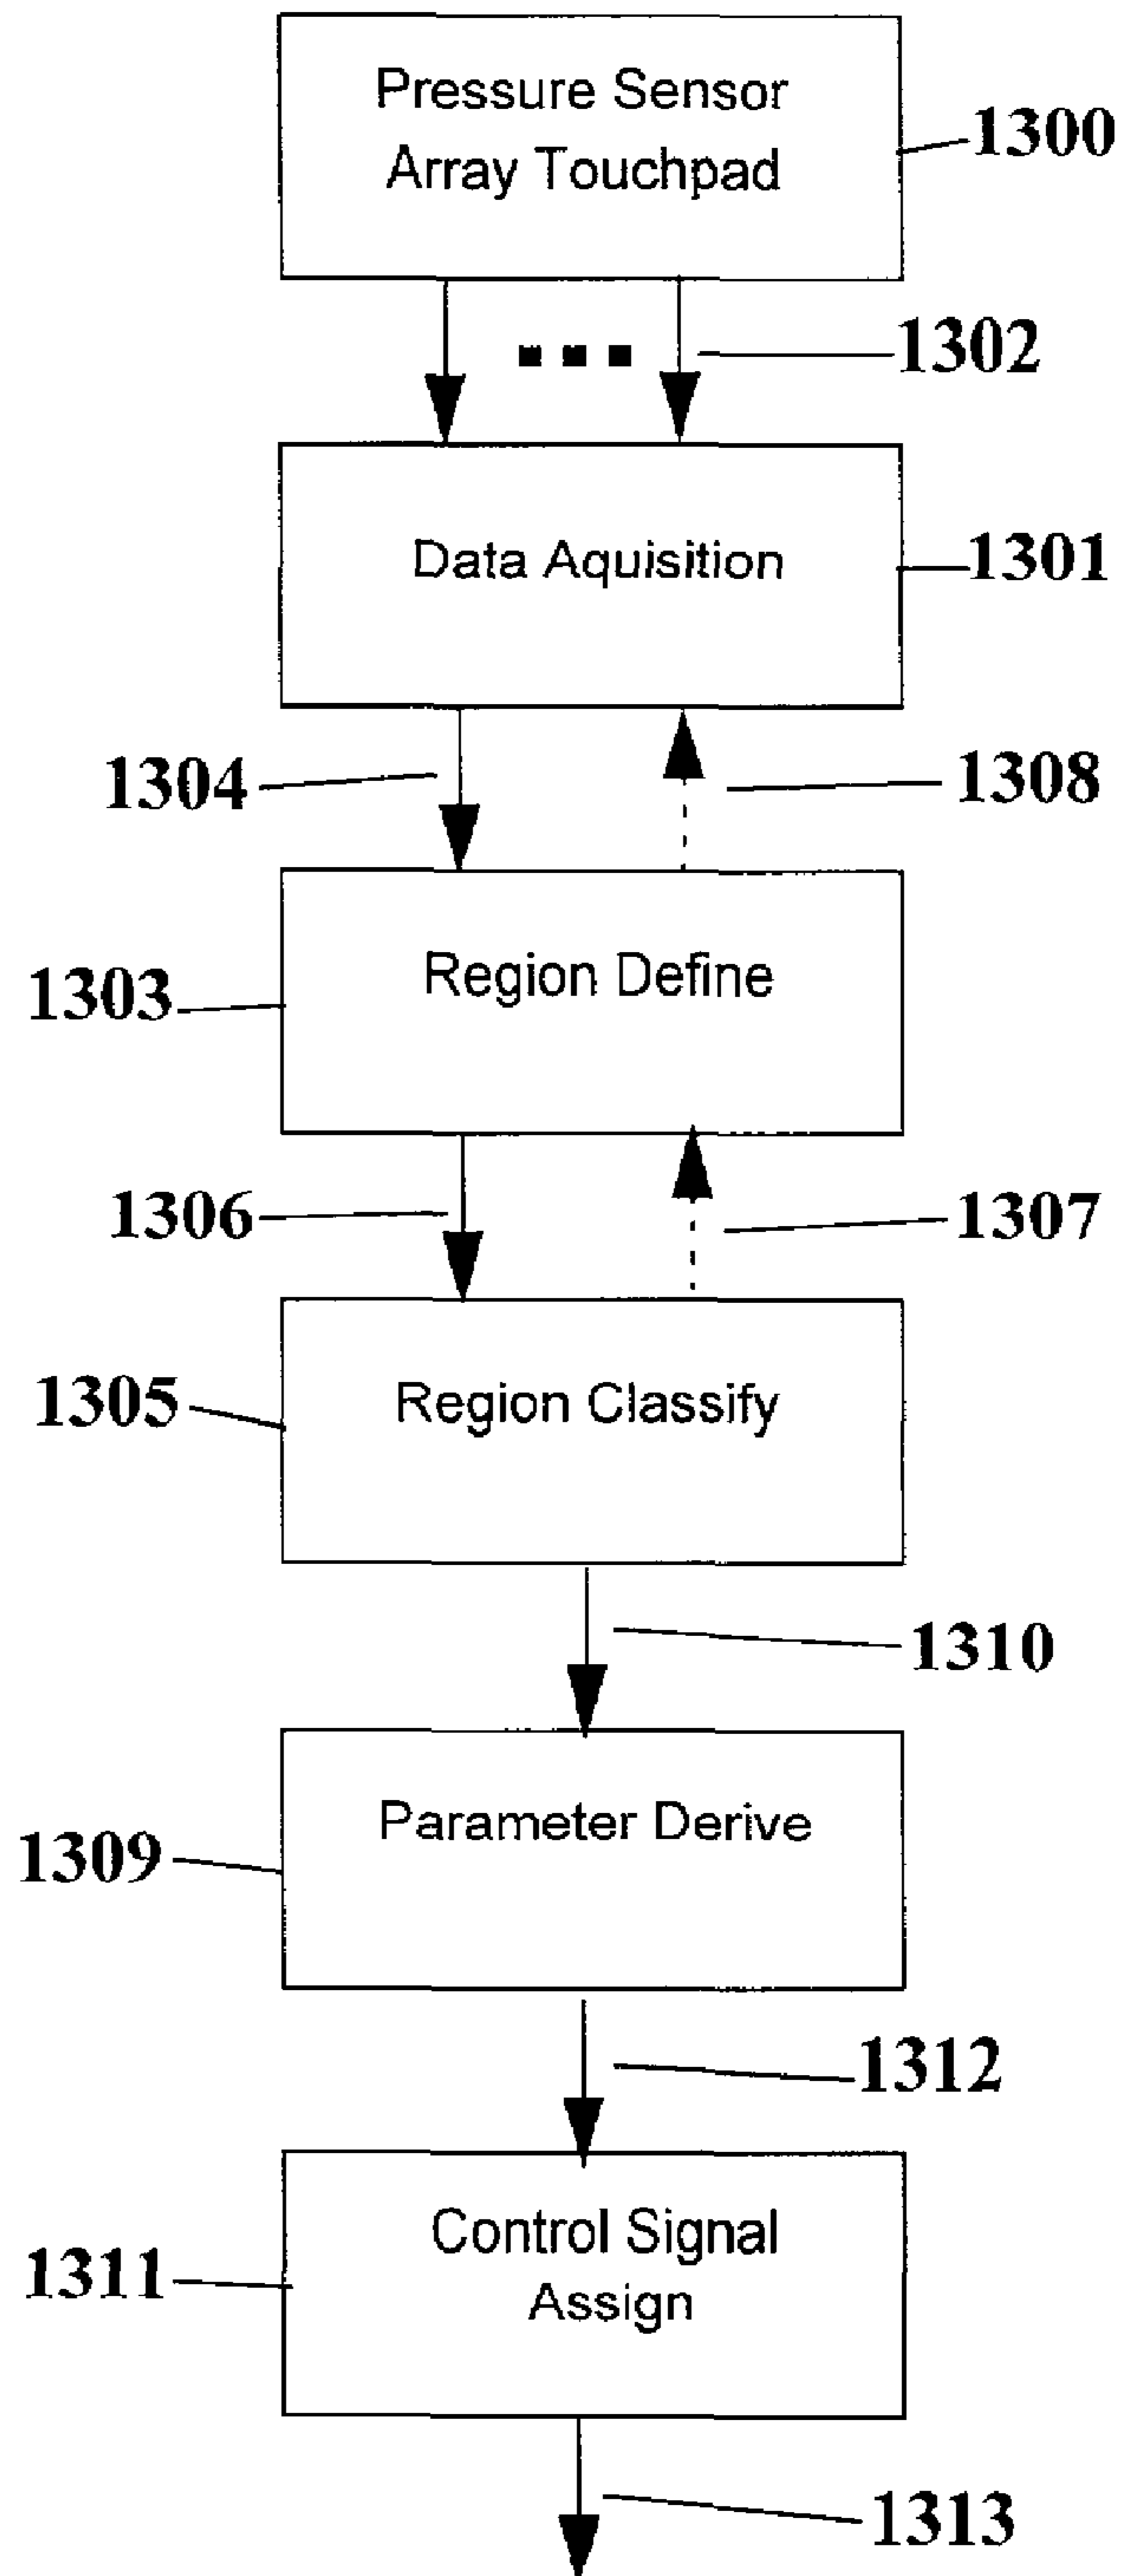 Pressure Sensor
Array Touchpad
1300
1302
Data Aquisition
1301
1304
1308
Region Define
1303
1306
1307
Region Classify
1305
1310
Parameter Derive
1309
1312
Control Signal
Assign
1311
1313